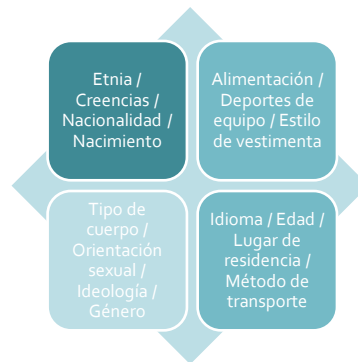 Etnia /
Creencias /
Nacionalidad /
Nacimiento
Alimentación /
Deportes de
equipo / Estilo
de vestimenta
Tipo de
cuerpo /
Orientación
sexual /
Ideología /
Género
Idioma / Edad /
Lugar de
residencia /
Método de
transporte